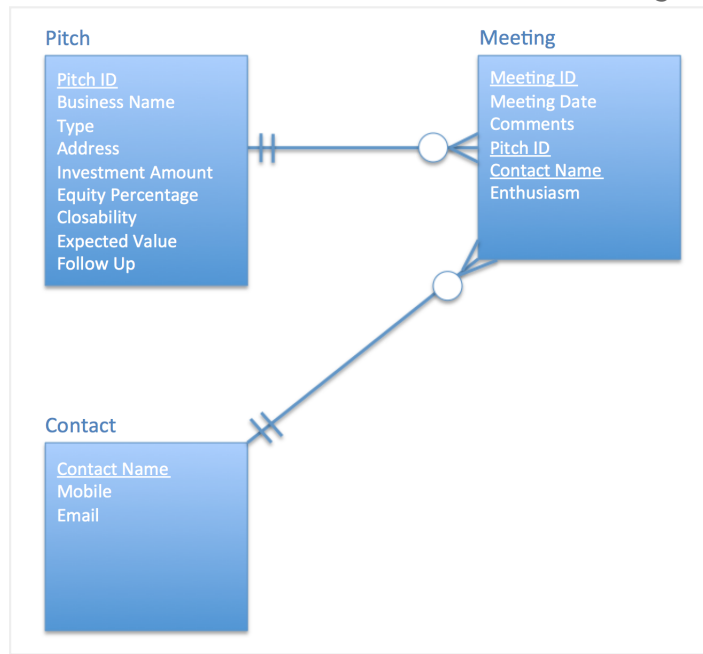 Pitch
Pitch ID
Business Name
Type
Address
Investment Amount
Equity Percentage
Closability
Expected Value
Follow Up
Meeting
Meeting ID
Meeting Date
Comments
Pitch ID
Contact Name
Enthusiasm
Contact
Contact Name
Mobile
Email